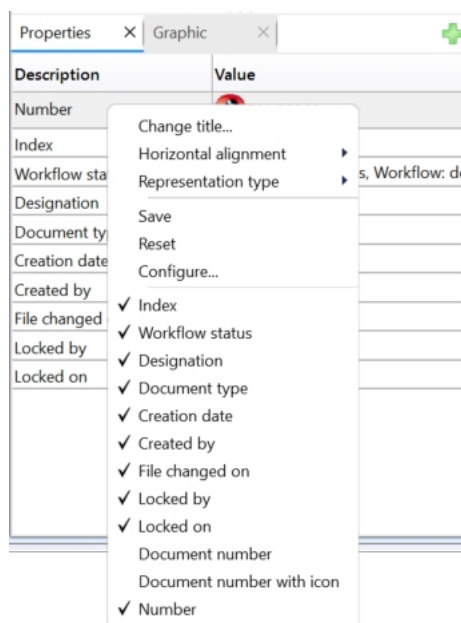 Properties × Graphic ×
Description Value
Number
Index
Workflow sta s, Workflow: d
Designation
Document ty
Creation date
Created by
File changed
Locked by
Locked on
Change title...
Horizontal alignment
Representation type
Save
Reset
Configure...
✓ Index
✓ Workflow status
✓ Designation
✓ Document type
✓ Creation date
✓ Created by
✓ File changed on
✓ Locked by
✓ Locked on
Document number
Document number with icon
✓ Number